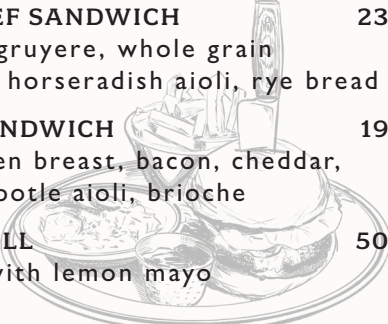 EF SANDWICH 23
gruyere, whole grain
horseradish aioli, rye bread
NDWICH 19
en breast, bacon, cheddar,
ootle aioli, brioche
LL 50
with lemon mayo